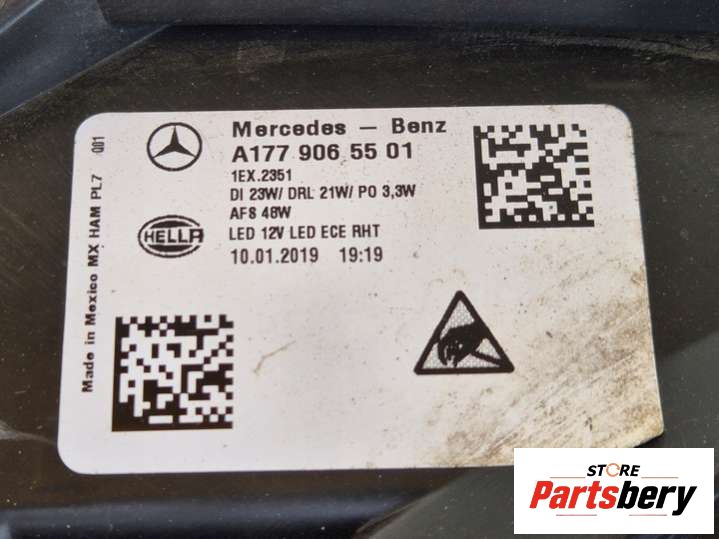 Mercedes - Benz
A177 906 55 01
1EX.2351
DI 23W/ DRL 21W/ PO 3,3W
AFS 48W
LED 12V LED ECE RHT
10.01.2019 19:19
HELLA
Made in Mexico MX HAM PL7 001
STORE
Partsbery